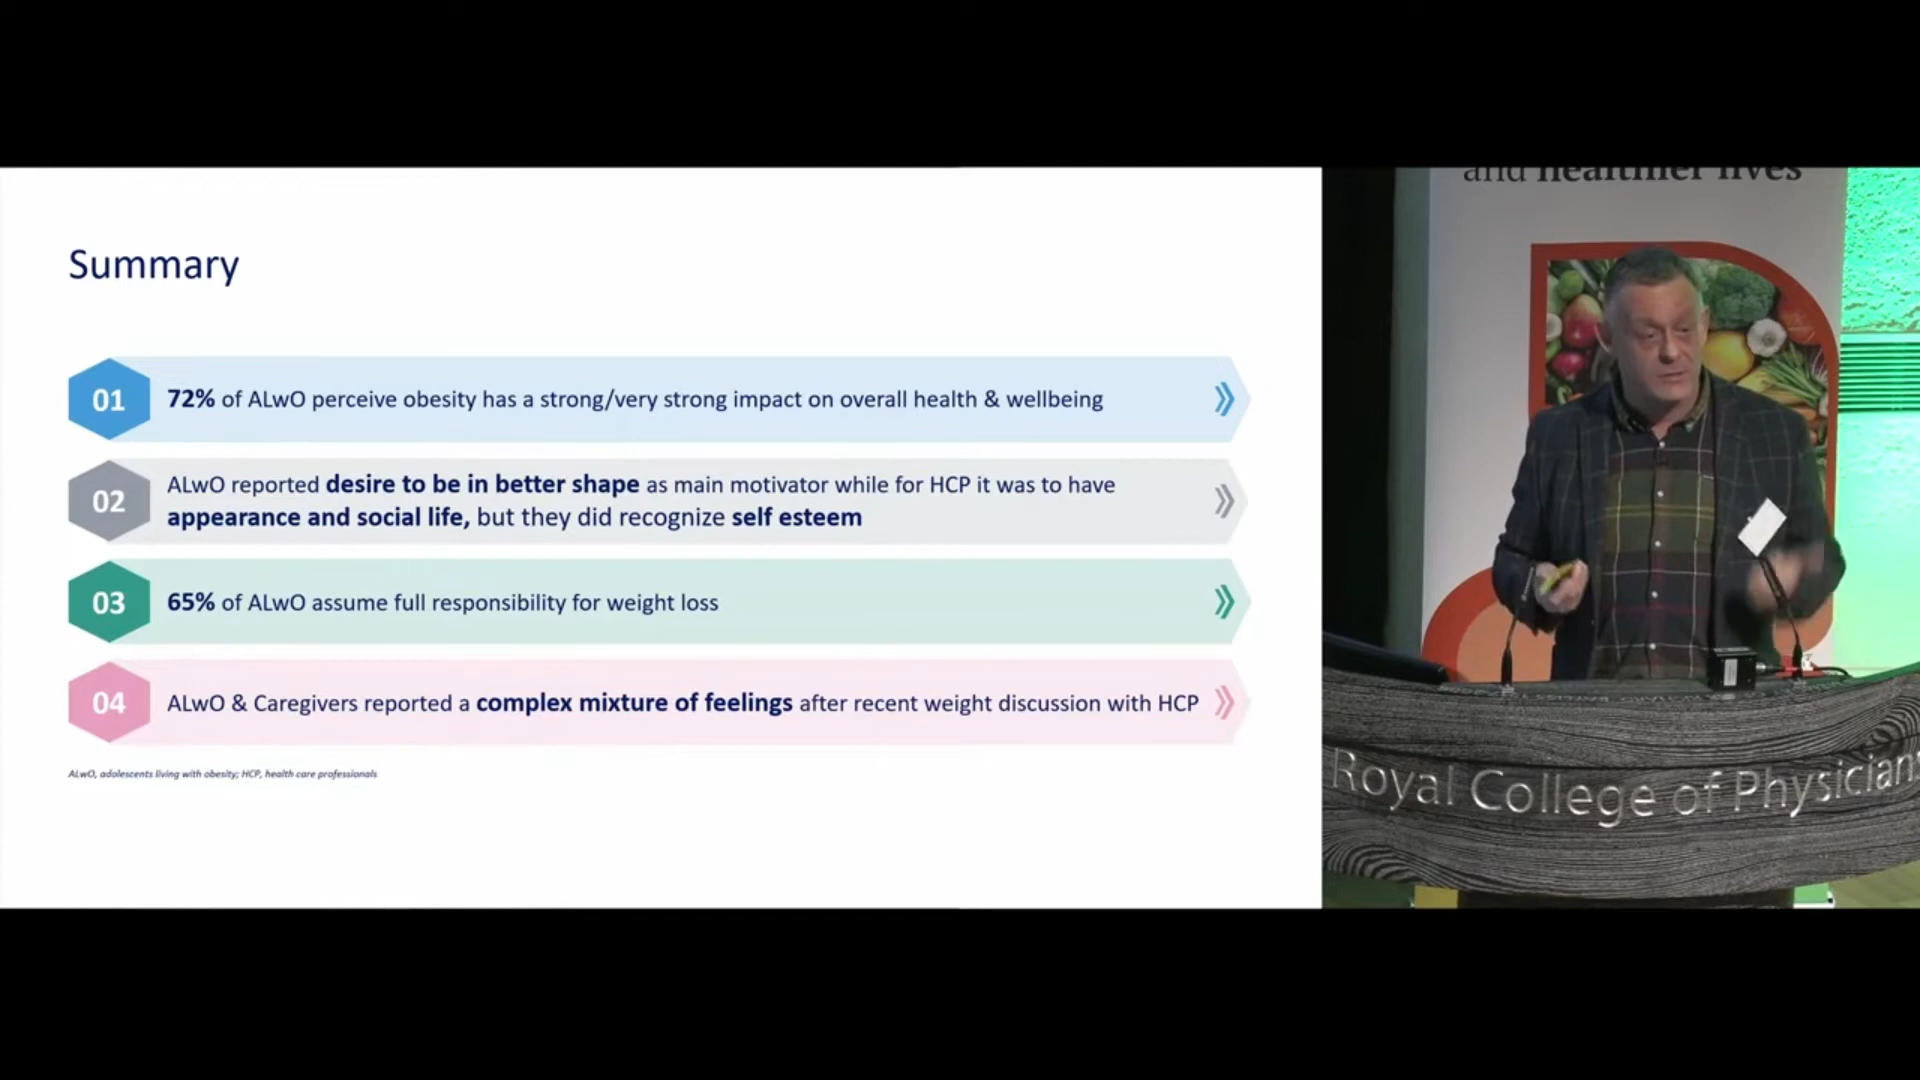 Summary
01
72% of ALwO perceive obesity has a strong/very strong impact on overall health & wellbeing
02
ALwO reported desire to be in better shape as main motivator while for HCP it was to have
appearance and social life, but they did recognize self esteem
03
65% of ALwO assume full responsibility for weight loss
04
ALwO & Caregivers reported a complex mixture of feelings after recent weight discussion with HCP
ALwO, adolescents living with obesity; HCP, health care professionals
and healthier lives
Royal College of Physicians